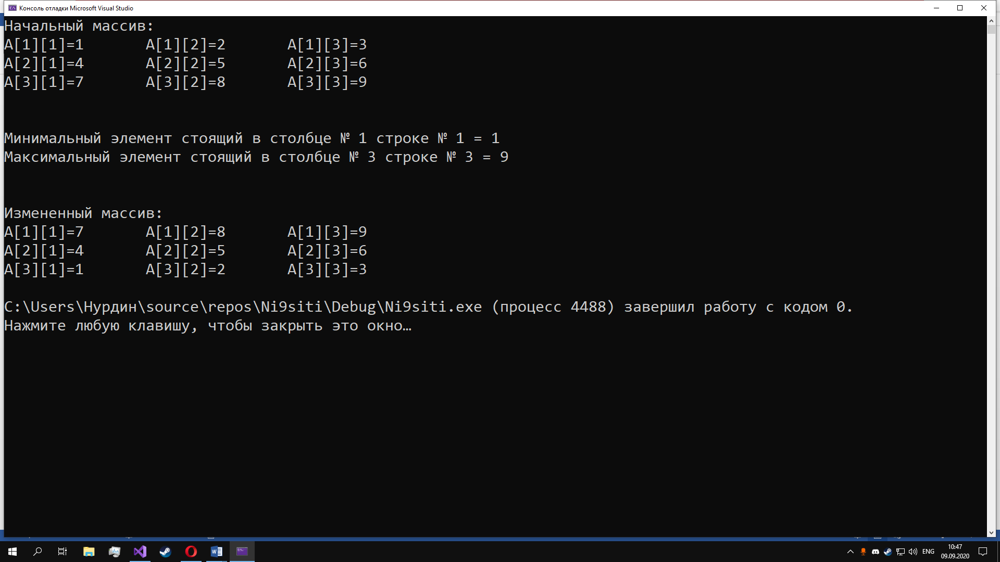 Консоль отладки Microsoft Visual Studio
Начальный массив:
A[1][1]=1 A[1][2]=2 A[1][3]=3
A[2][1]=4 A[2][2]=5 A[2][3]=6
A[3][1]=7 A[3][2]=8 A[3][3]=9
Минимальный элемент стоящий в столбце № 1 строке № 1 = 1
Максимальный элемент стоящий в столбце № 3 строке № 3 = 9
Измененный массив:
A[1][1]=7 A[1][2]=8 A[1][3]=9
A[2][1]=4 A[2][2]=5 A[2][3]=6
A[3][1]=1 A[3][2]=2 A[3][3]=3
C:\Users\Нурдин\source\repos\Ni9siti\Debug\Ni9siti.exe (процесс 4488) завершил работу с кодом 0.
Нажмите любую клавишу, чтобы закрыть это окно…
ENG
10:47
09.09.2020